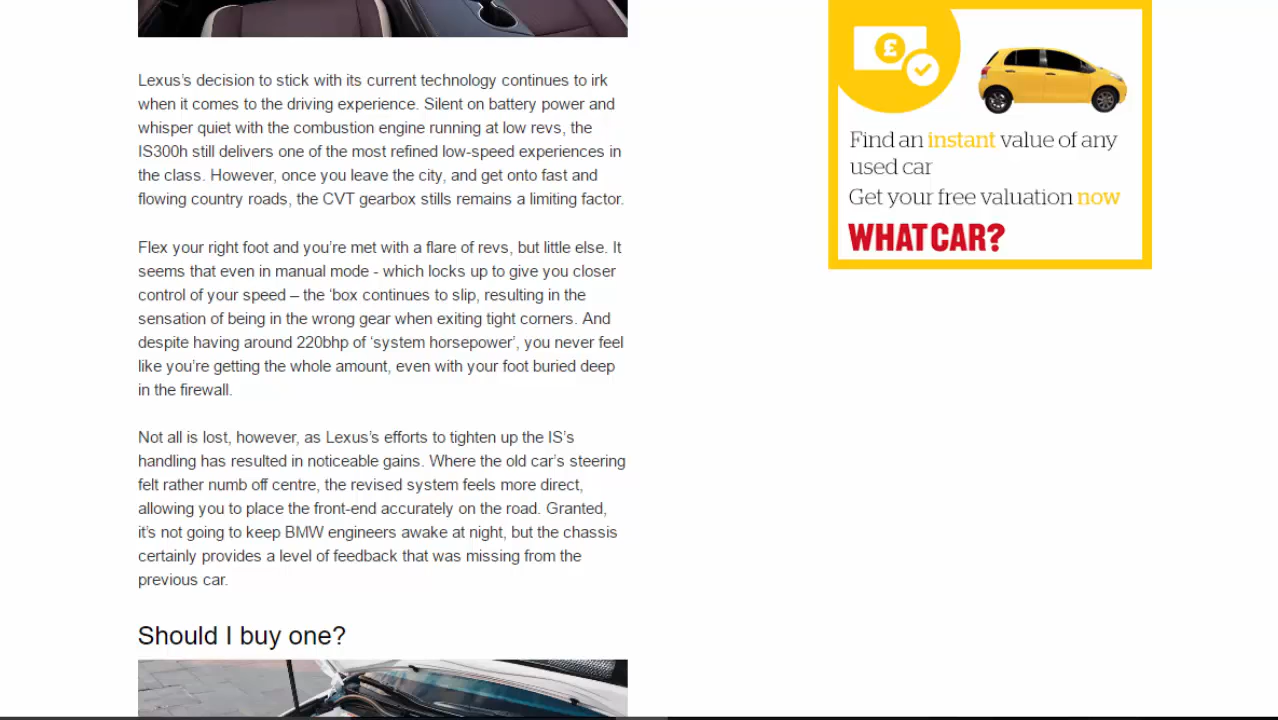 Lexus’s decision to stick with its current technology continues to irk
when it comes to the driving experience. Silent on battery power and
whisper quiet with the combustion engine running at low revs, the
IS300h still delivers one of the most refined low-speed experiences in
the class. However, once you leave the city, and get onto fast and
flowing country roads, the CVT gearbox stills remains a limiting factor.
Flex your right foot and you’re met with a flare of revs, but little else. It
seems that even in manual mode - which locks up to give you closer
control of your speed – the ‘box continues to slip, resulting in the
sensation of being in the wrong gear when exiting tight corners. And
despite having around 220bhp of ‘system horsepower’, you never feel
like you’re getting the whole amount, even with your foot buried deep
in the firewall.
Not all is lost, however, as Lexus’s efforts to tighten up the IS’s
handling has resulted in noticeable gains. Where the old car’s steering
felt rather numb off centre, the revised system feels more direct,
allowing you to place the front-end accurately on the road. Granted,
it’s not going to keep BMW engineers awake at night, but the chassis
certainly provides a level of feedback that was missing from the
previous car.
Should I buy one?
£
Find an instant value of any
used car
Get your free valuation now
WHAT CAR?